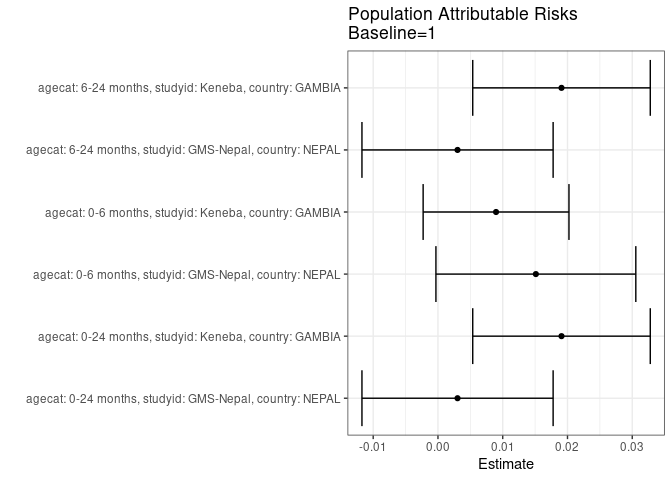 Population Attributable Risks
Baseline=1
agecat: 6-24 months, studyid: Keneba, country: GAMBIA
agecat: 6-24 months, studyid: GMS-Nepal, country: NEPAL
agecat: 0-6 months, studyid: Keneba, country: GAMBIA
agecat: 0-6 months, studyid: GMS-Nepal, country: NEPAL
agecat: 0-24 months, studyid: Keneba, country: GAMBIA
agecat: 0-24 months, studyid: GMS-Nepal, country: NEPAL
-0.01 0.00 0.01 0.02 0.03
Estimate